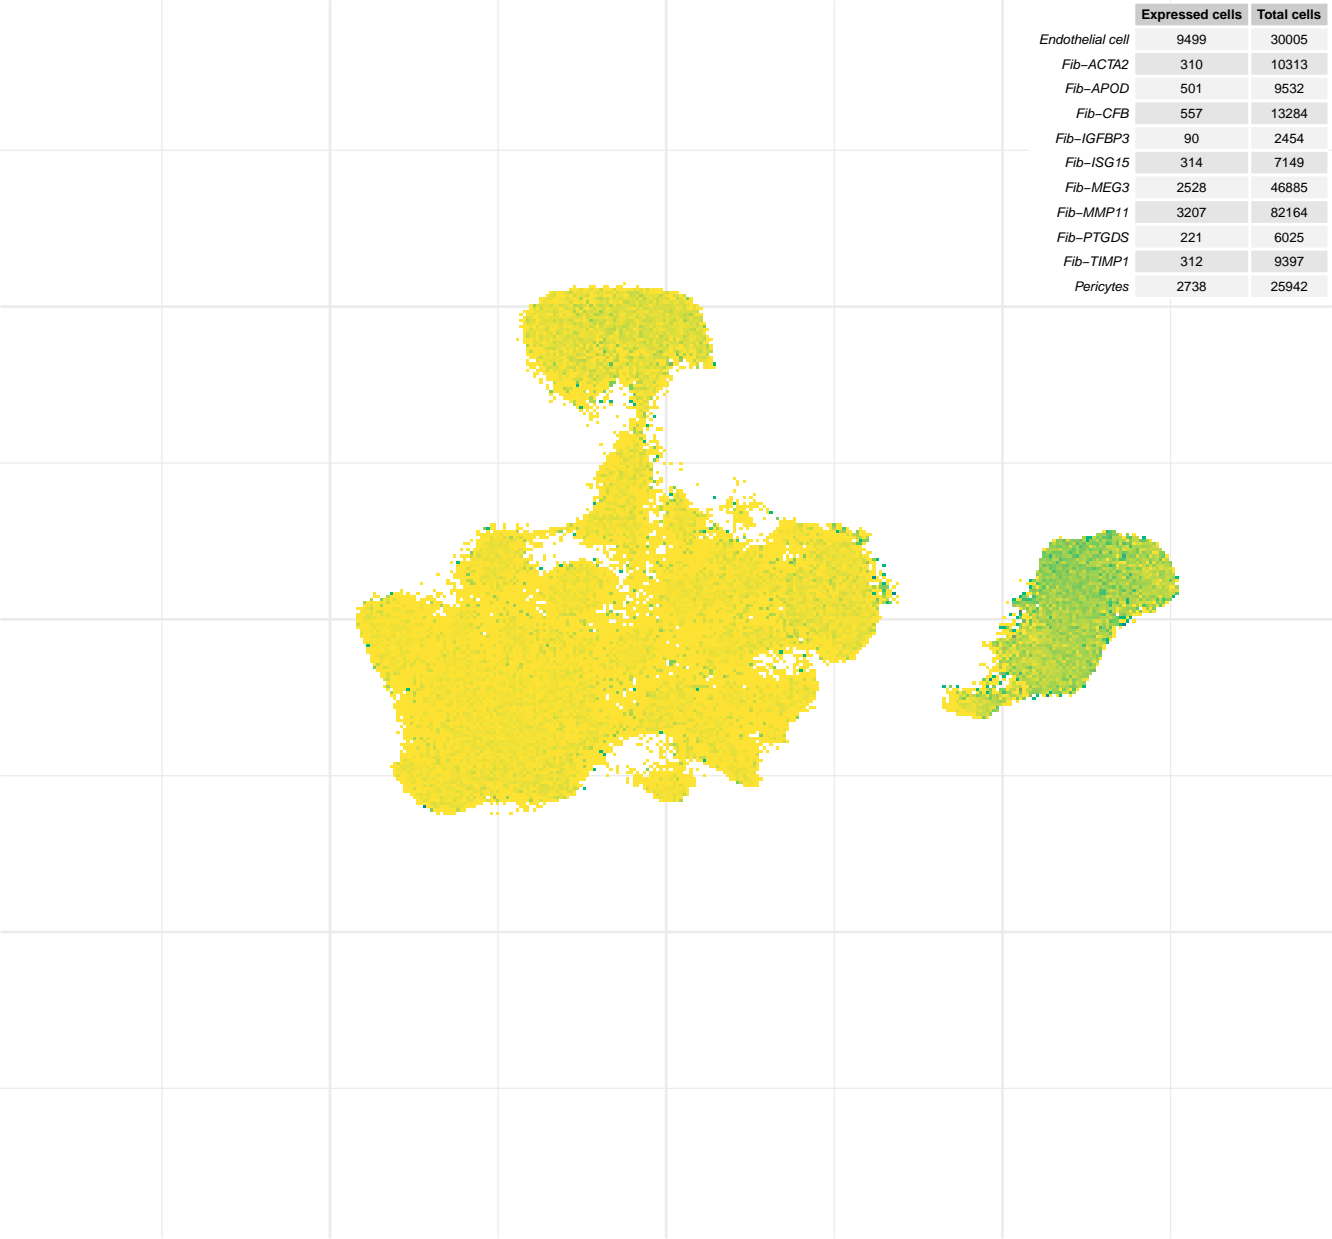 Expressed cells Total cells
Endothelial cell 9499 30005
Fib−ACTA2 310 10313
Fib−APOD 501 9532
Fib−CFB 557 13284
Fib−IGFBP3 90 2454
Fib−ISG15 314 7149
Fib−MEG3 2528 46885
Fib−MMP11 3207 82164
Fib−PTGDS 221 6025
Fib−TIMP1 312 9397
Pericytes 2738 25942